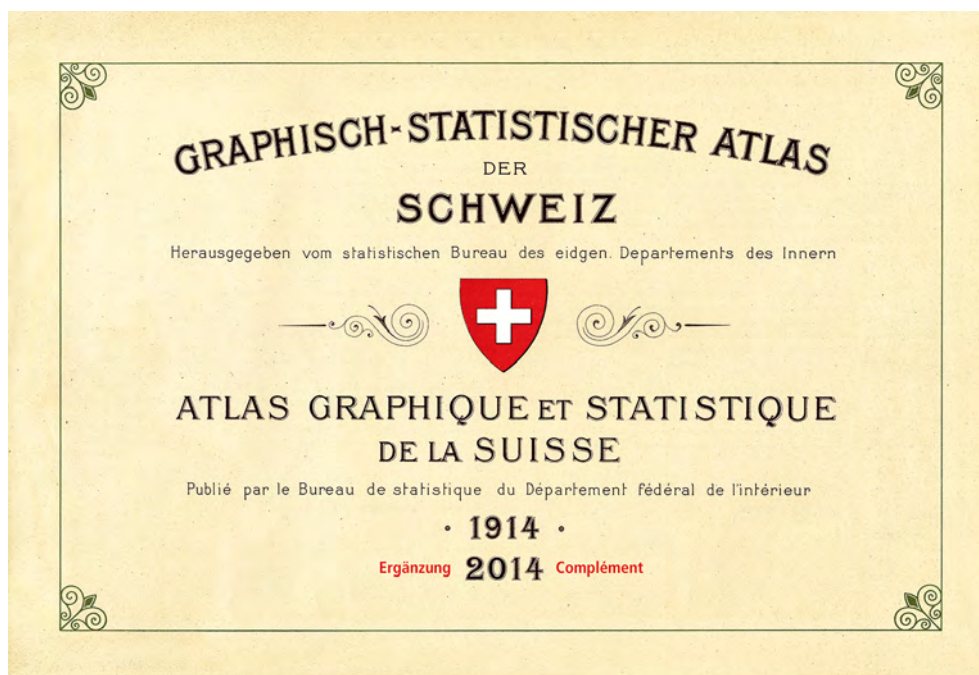 GRAPHISCH-STATISTISCHER ATLAS
DER
SCHWEIZ
Herausgegeben vom statistischen Bureau des eidgen. Departements des Innern
ATLAS GRAPHIQUE ET STATISTIQUE
DE LA SUISSE
Publié par le Bureau de statistique du Département fédéral de l'intérieur
• 1914 •
Ergänzung 2014 Complément